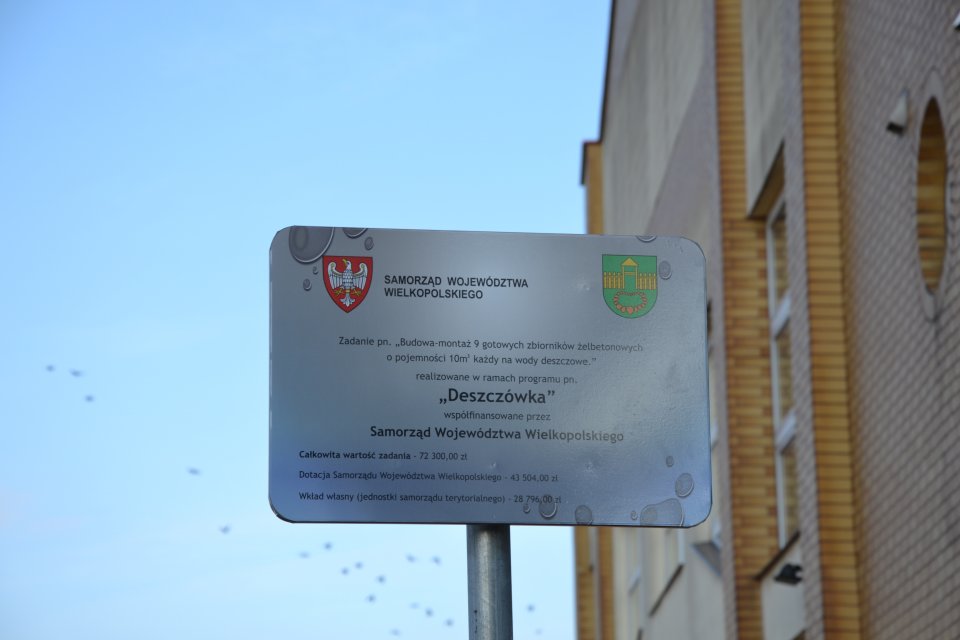 SAMORZĄD WOJEWÓDZTWA
WIELKOPOLSKIEGO
Zadanie pn. „Budowa-montaż 9 gotowych zbiorników żelbetonowych
o pojemności 10m³ każdy na wody deszczowe.”
realizowane w ramach programu pn.
„Deszczówka”
współfinansowane przez
Samorząd Województwa Wielkopolskiego
Całkowita wartość zadania - 72 300,00 zł
Dotacja Samorządu Województwa Wielkopolskiego - 43 504,00 zł
Wkład własny (jednostki samorządu terytorialnego) - 28 796,00 zł